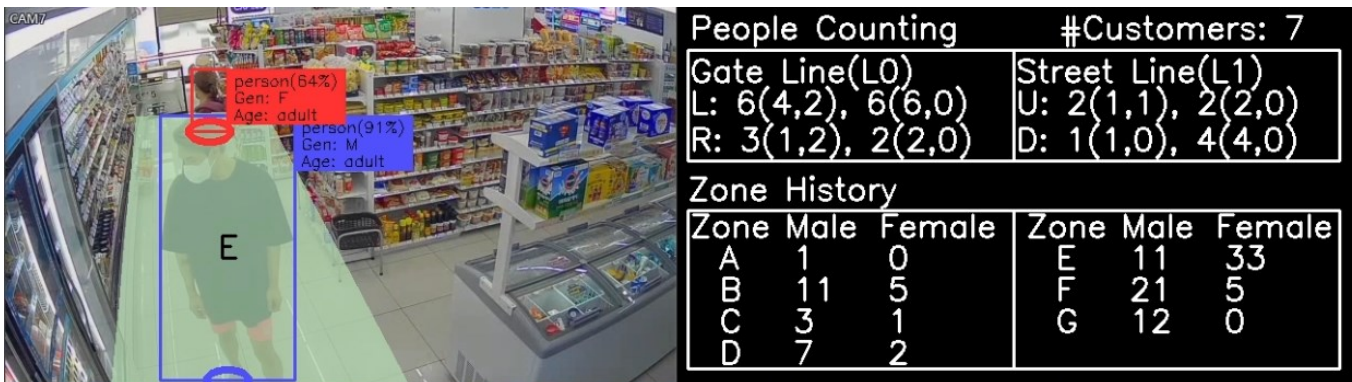 CAM7
person(64%)
Gen: F
Age: adult
person(91%)
Gen: M
Age: adult
E
People Counting #Customers: 7
Gate Line(L0)
L: 6(4,2), 6(6,0)
R: 3(1,2), 2(2,0)
Street Line(L1)
U: 2(1,1), 2(2,0)
D: 1(1,0), 4(4,0)
Zone History
Zone Male Female
A 1 0
B 11 5
C 3 1
D 7 2
Zone Male Female
E 11 33
F 21 5
G 12 0